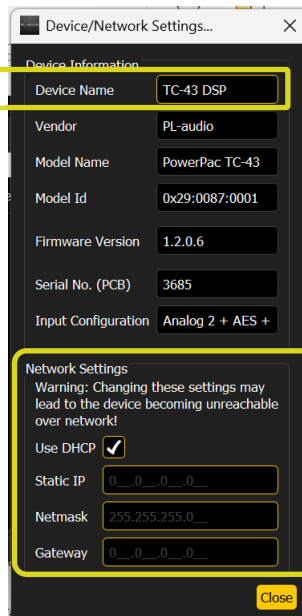 Device/Network Settings...
Device Information
Device Name TC-43 DSP
Vendor PL-audio
Model Name PowerPac TC-43
Model Id 0x29:0087:0001
Firmware Version 1.2.0.6
Serial No. (PCB) 3685
Input Configuration Analog 2 + AES +
Network Settings
Warning: Changing these settings may
lead to the device becoming unreachable
over network!
Use DHCP
Static IP 0__.0__.0__.0__
Netmask 255.255.255.0__
Gateway 0__.0__.0__.0__
Close